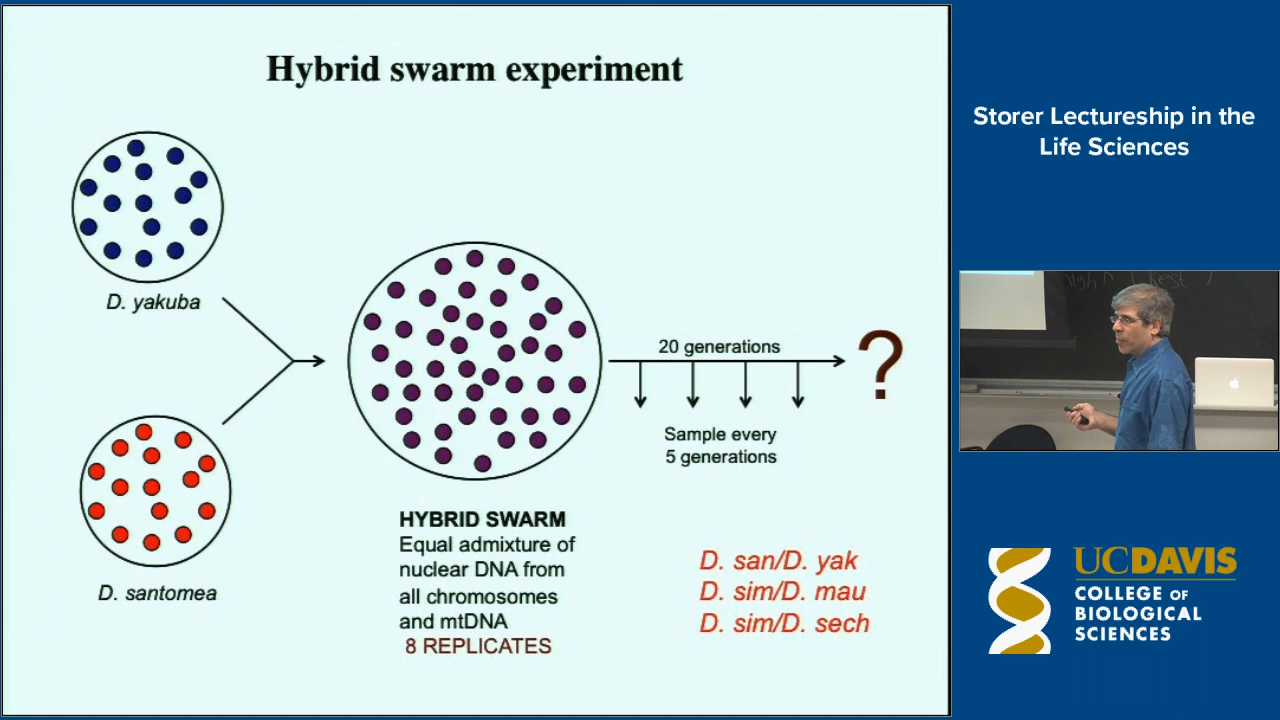 Hybrid swarm experiment
D. yakuba
D. santomea
20 generations
?
Sample every
5 generations
HYBRID SWARM
Equal admixture of
nuclear DNA from
all chromosomes
and mtDNA
8 REPLICATES
D. san/D. yak
D. sim/D. mau
D. sim/D. sech
Storer Lectureship in the
Life Sciences
UCDAVIS
COLLEGE OF
BIOLOGICAL
SCIENCES